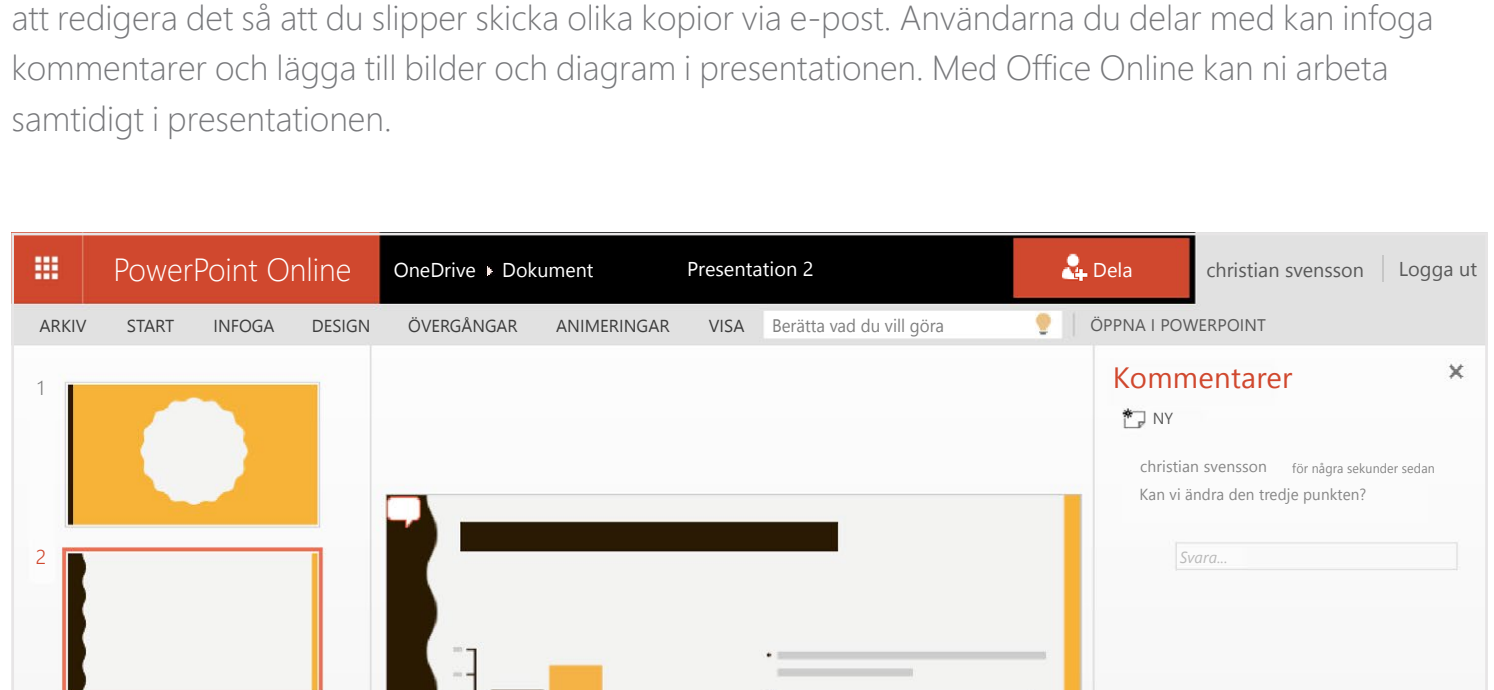 att redigera det så att du slipper skicka olika kopior via e-post. Användarna du delar med kan infoga
kommentarer och lägga till bilder och diagram i presentationen. Med Office Online kan ni arbeta
samtidigt i presentationen.
PowerPoint Online OneDrive Dokument Presentation 2 Dela christian svensson Logga ut
ARKIV START INFOGA DESIGN ÖVERGÅNGAR ANIMERINGAR VISA Berätta vad du vill göra ÖPPNA I POWERPOINT
1
Kommentarer
NY
christian svensson för några sekunder sedan
Kan vi ändra den tredje punkten?
2
Svara...